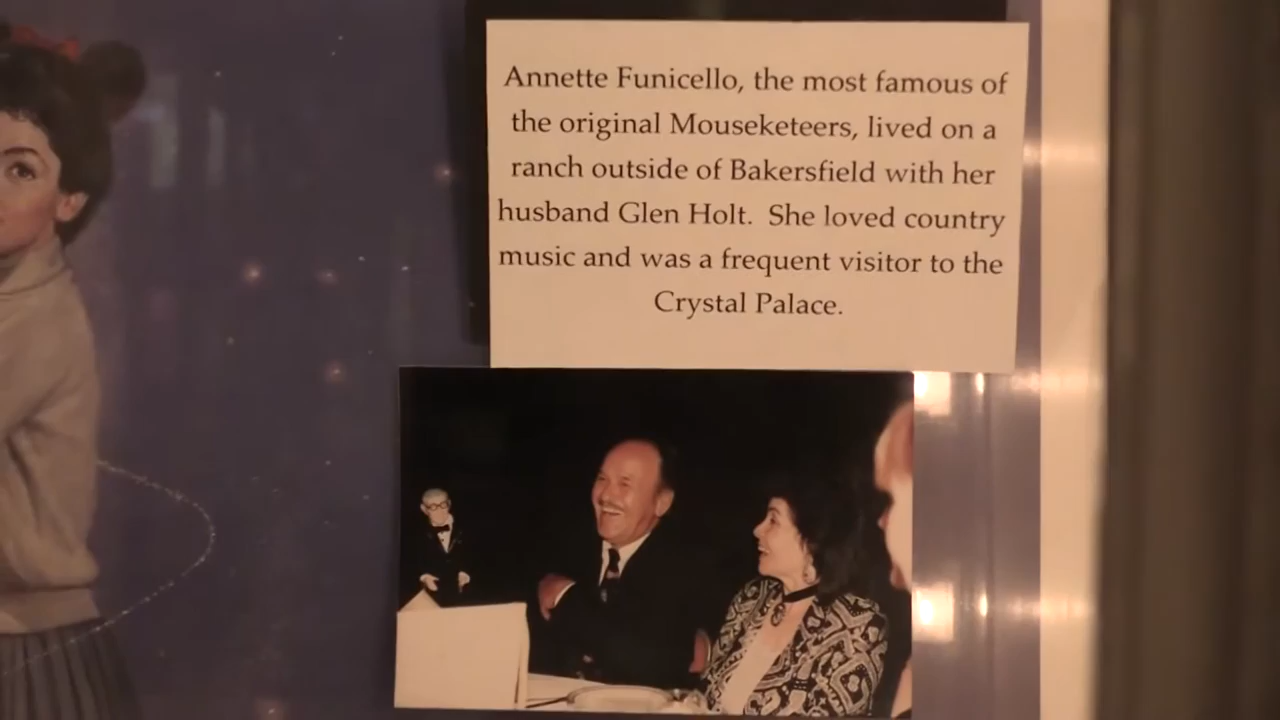 Annette Funicello, the most famous of
the original Mouseketeers, lived on a
ranch outside of Bakersfield with her
husband Glen Holt.  She loved country
music and was a frequent visitor to the
Crystal Palace.